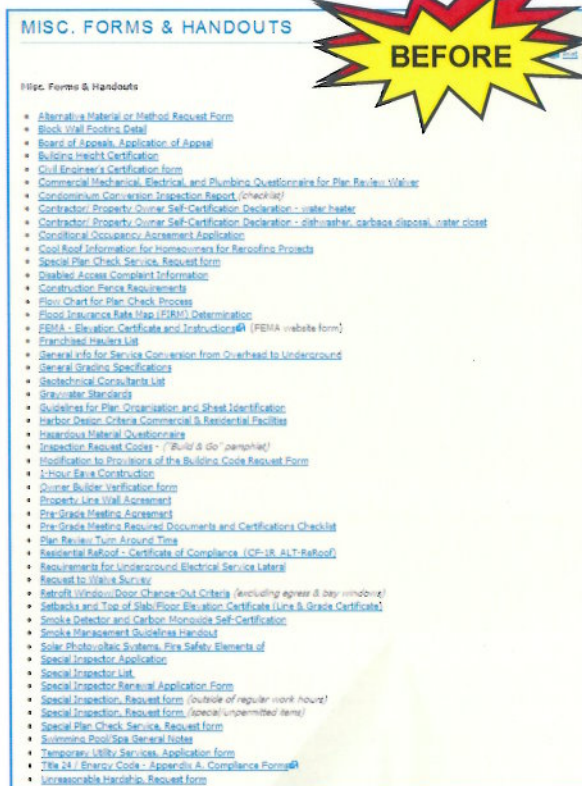 MISC. FORMS & HANDOUTS
BEFORE
Misc. Forms & Handouts
Alternative Material or Method Request Form
Block Wall Footing Detail
Board of Appeals, Application of Appeal
Building Height Certification
Civil Engineer's Certification form
Commercial Mechanical, Electrical, and Plumbing Questionnaire for Plan Review Waiver
Condominium Conversion Inspection Report (checklist)
Contractor/ Property Owner Self-Certification Declaration - water heater
Contractor/ Property Owner Self-Certification Declaration - dishwasher, garbage disposal, water closet
Conditional Occupancy Agreement Application
Cool Roof Information for Homeowners for Reroofing Projects
Special Plan Check Service, Request form
Disabled Access Complaint Information
Construction Fence Requirements
Flow Chart for Plan Check Process
Flood Insurance Rate Map (FIRM) Determination
FEMA - Elevation Certificate and Instructions (FEMA website form)
Franchised Haulers List
General info for Service Conversion from Overhead to Underground
General Grading Specifications
Geotechnical Consultants List
Graywater Standards
Guidelines for Plan Organization and Sheet Identification
Harbor Design Criteria Commercial & Residential Facilities
Hazardous Material Questionnaire
Inspection Request Codes - ("Build & Go" pamphlet)
Modification to Provisions of the Building Code Request Form
1-Hour Eave Construction
Owner Builder Verification form
Property Line Wall Agreement
Pre-Grade Meeting Agreement
Pre-Grade Meeting Required Documents and Certifications Checklist
Plan Review Turn Around Time
Residential ReRoof - Certificate of Compliance (CF-1R ALT-ReRoof)
Requirements for Underground Electrical Service Lateral
Request to Waive Survey
Retrofit Window/Door Change-Out Criteria (excluding egress & bay windows)
Setbacks and Top of Slab/Floor Elevation Certificate (Line & Grade Certificate)
Smoke Detector and Carbon Monoxide Self-Certification
Smoke Management Guidelines Handout
Solar Photovoltaic Systems, Fire Safety Elements of
Special Inspector Application
Special Inspector List
Special Inspector Renewal Application Form
Special Inspection, Request form (outside of regular work hours)
Special Inspection, Request form (special/unpermitted items)
Special Plan Check Service, Request form
Swimming Pool/Spa General Notes
Temporary Utility Services, Application form
Title 24 / Energy Code - Appendix A, Compliance Forms
Unreasonable Hardship, Request form